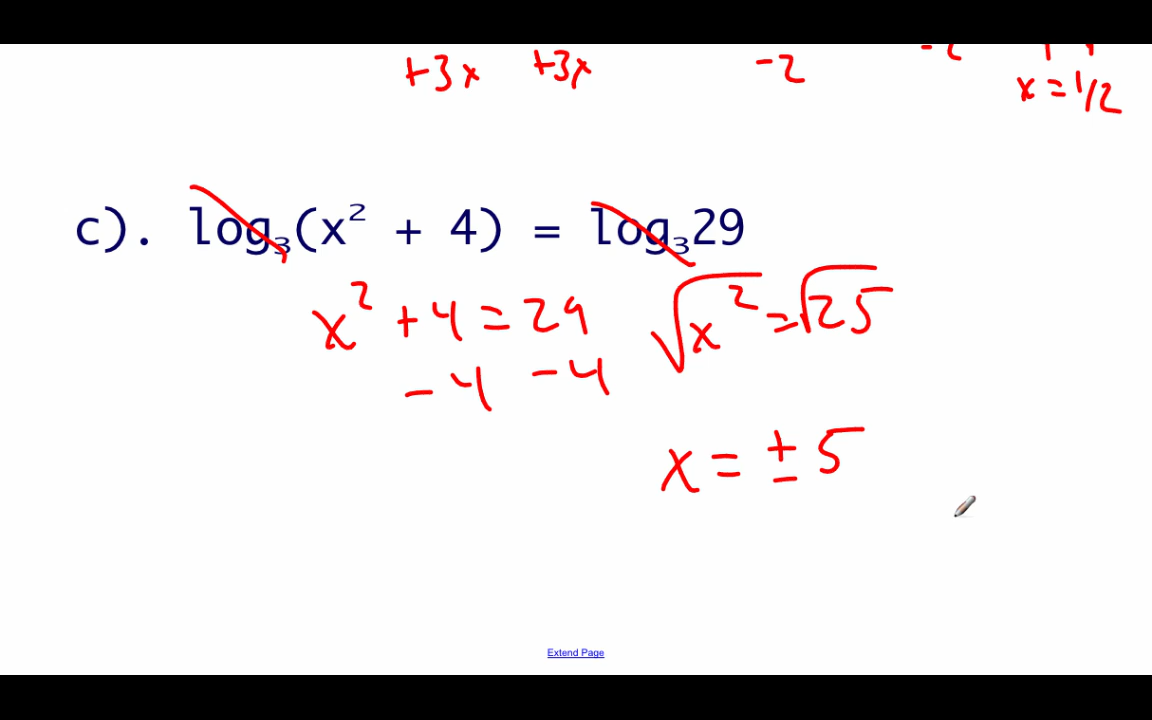 +3x +3x -2 -2
x = 1/2
c). log₃(x² + 4) = log₃29
x² + 4 = 29 √x² = √25
- 4 - 4
x = ± 5
Extend Page